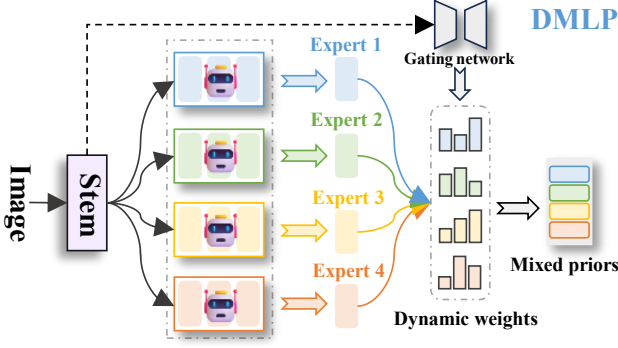 DMLP
Gating network
Expert 1
Expert 2
Expert 3
Expert 4
Image
Stem
Mixed priors
Dynamic weights